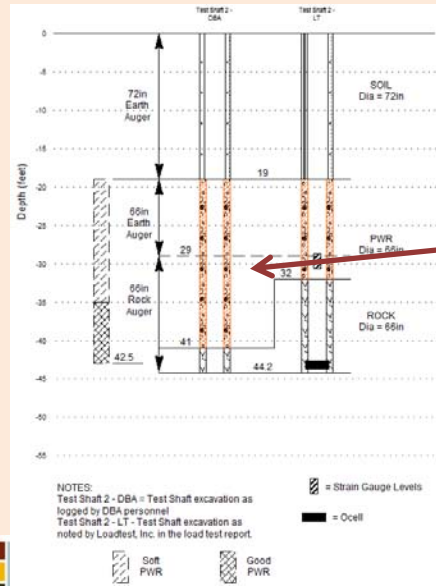 Test Shaft 2 -
DBA
Test Shaft 2 -
LT
0
-5
-10
-15
-20
-25
-30
-35
-40
-45
-50
-55
Depth (feet)
72in
Earth
Auger
SOIL
Dia = 72in
19
66in
Earth
Auger
PWR
Dia = 66in
29
32
66in
Rock
Auger
ROCK
Dia = 66in
41
42.5
44.2
NOTES:
Test Shaft 2 - DBA = Test Shaft excavation as
logged by DBA personnel
Test Shaft 2 - LT - Test Shaft excavation as
noted by Loadtest, Inc. in the load test report.
= Strain Gauge Levels
= Ocell
Soft
PWR
Good
PWR